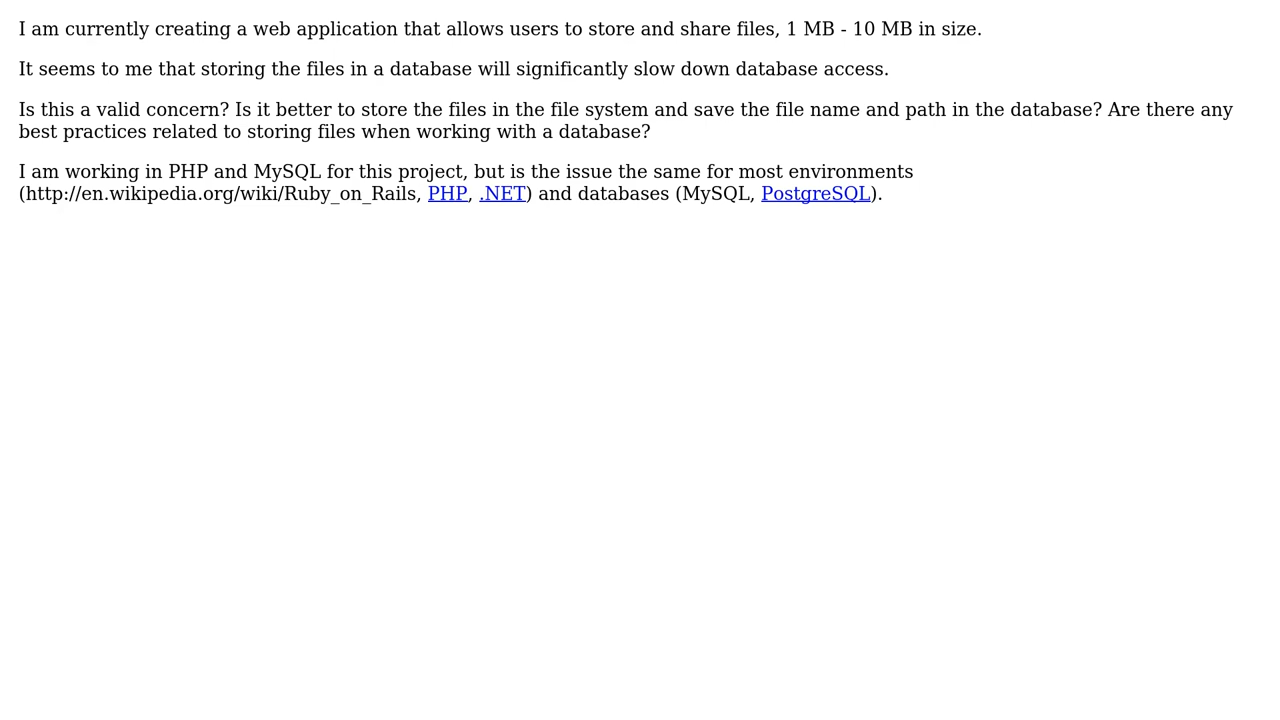 I am currently creating a web application that allows users to store and share files, 1 MB - 10 MB in size.
It seems to me that storing the files in a database will significantly slow down database access.
Is this a valid concern? Is it better to store the files in the file system and save the file name and path in the database? Are there any
best practices related to storing files when working with a database?
I am working in PHP and MySQL for this project, but is the issue the same for most environments
(http://en.wikipedia.org/wiki/Ruby_on_Rails, PHP, .NET) and databases (MySQL, PostgreSQL).